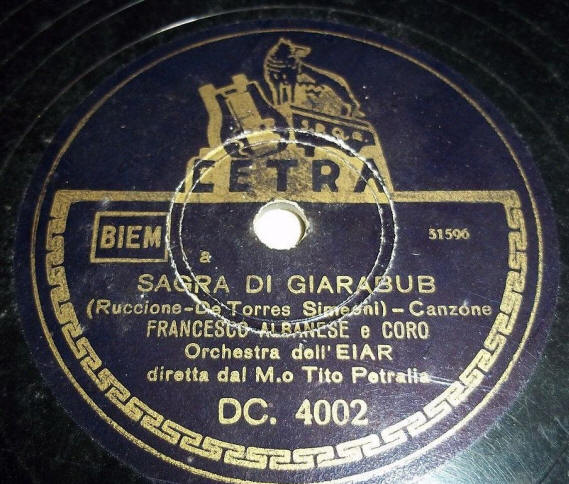 CETRA
BIEM
a
31590
SAGRA DI GIARABUB
(Ruccione-De Torres Simeoni) - Canzone
FRANCESCO ALBANESE e CORO
Orchestra dell'EIAR
diretta dal M.o Tito Petralia
DC. 4002